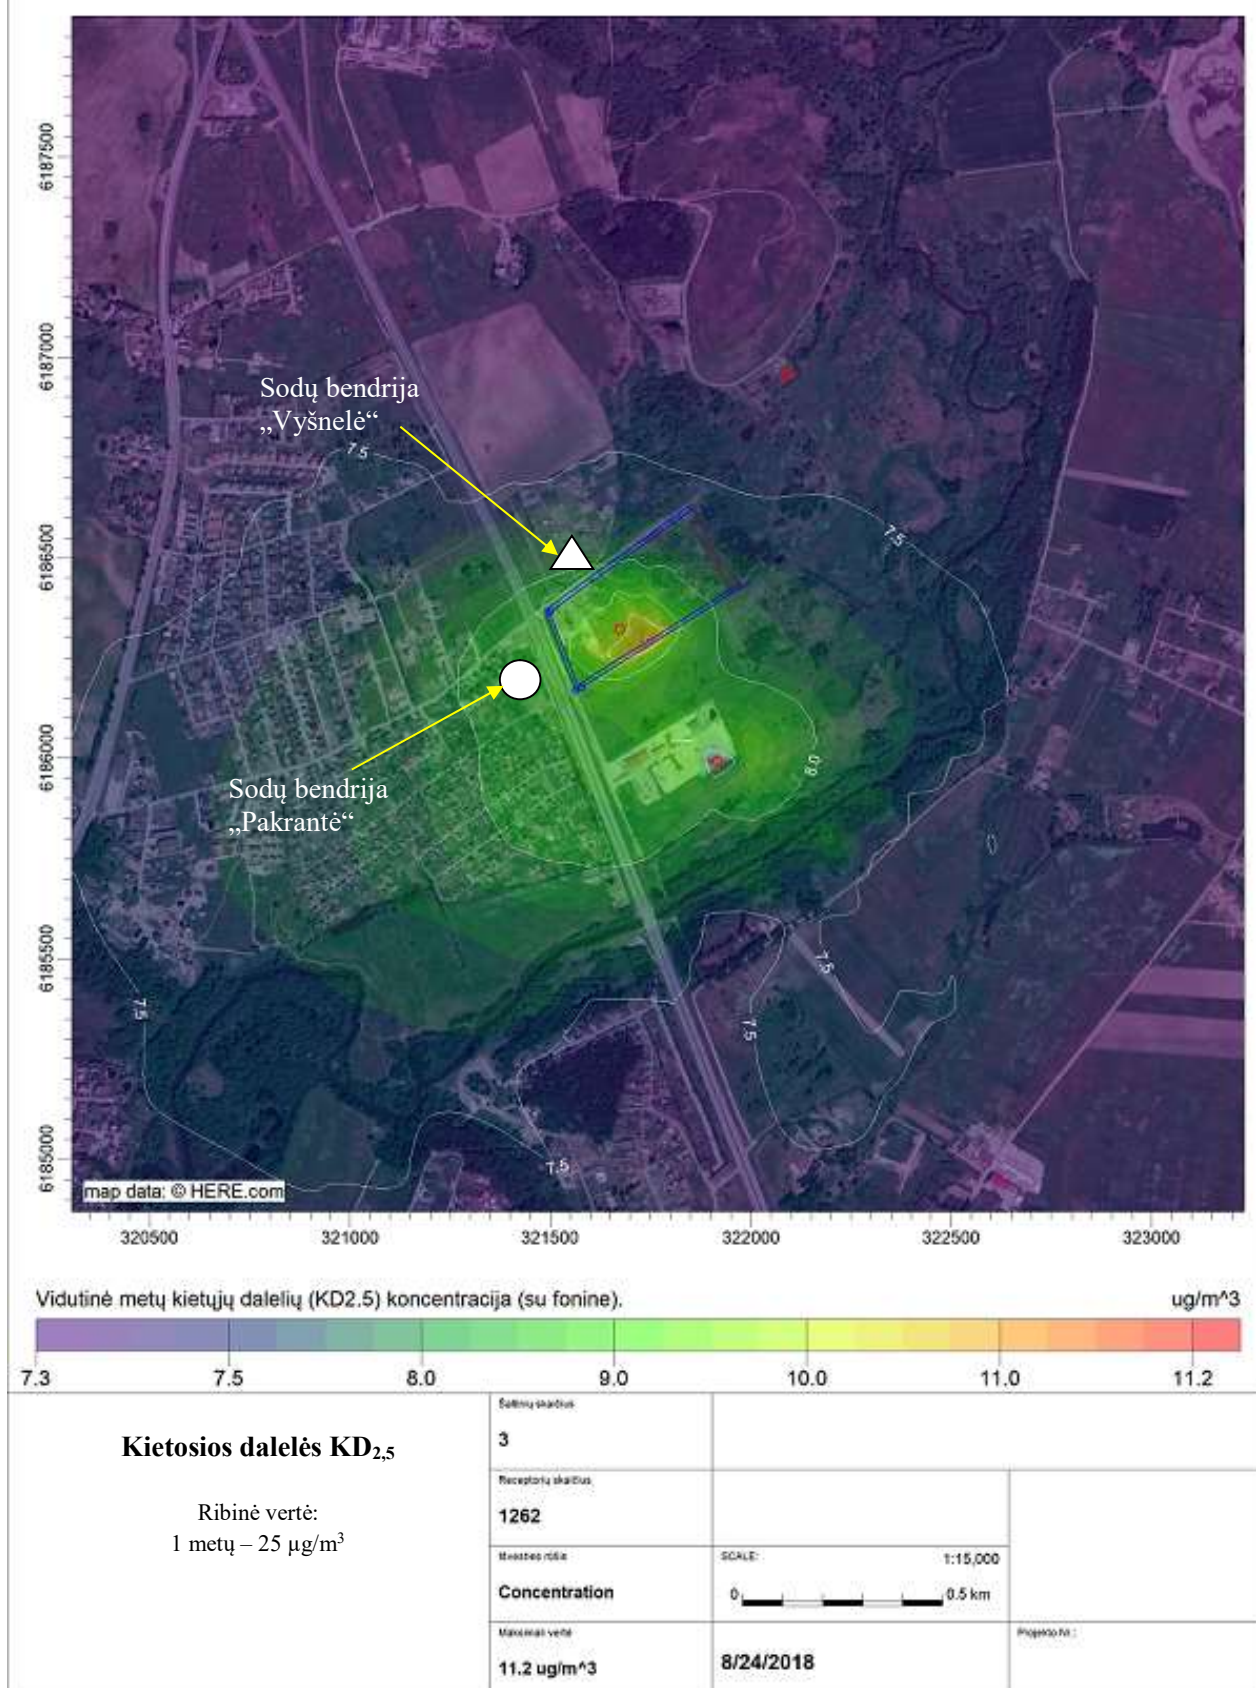 6187500
6187000
6186500
6186000
6185500
6185000
Sodų bendrija
„Vyšnelė“
7.5
7.5
Sodų bendrija
„Pakrantė“
8.0
7.5
7.5
7.5
7.5
map data: © HERE.com
320500 321000 321500 322000 322500 323000
Vidutinė metų kietųjų dalelių (KD2.5) koncentracija (su fonine). ug/m^3
7.3 7.5 8.0 9.0 10.0 11.0 11.2
Kietosios dalelės KD2,5
Ribinė vertė:
1 metų – 25 µg/m3
Šaltinių skaičius
3
Receptorių skaičius
1262
Išvesties rūšis
Concentration
SCALE: 1:15,000
0 0.5 km
Maksimali vertė
11.2 ug/m^3
8/24/2018
Projekto Nr.: